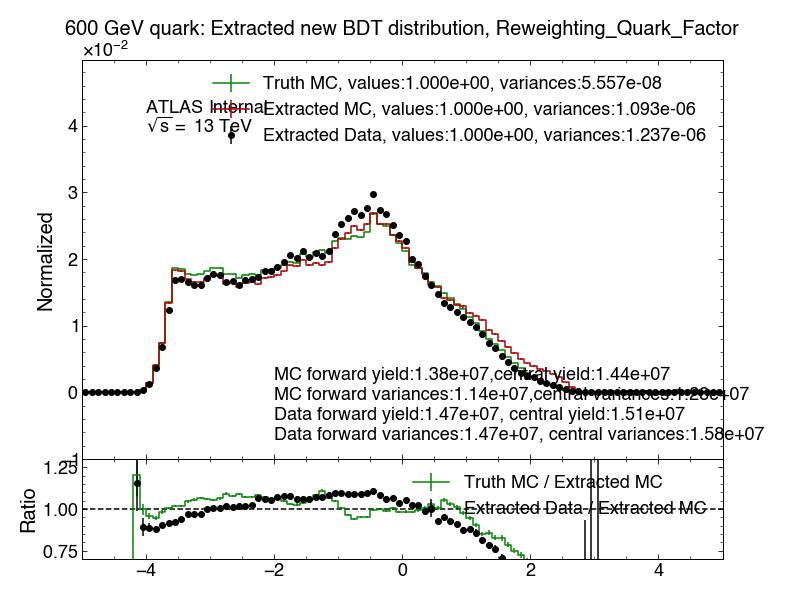 600 GeV quark: Extracted new BDT distribution, Reweighting_Quark_Factor
×10−2
Truth MC, values:1.000e+00, variances:5.557e-08
ATLAS Internal
Extracted MC, values:1.000e+00, variances:1.093e-06
√s = 13 TeV
Extracted Data, values:1.000e+00, variances:1.237e-06
4
3
2
1
0
Normalized
MC forward yield:1.38e+07,central yield:1.44e+07
MC forward variances:1.14e+07,central variances:1.28e+07
Data forward yield:1.47e+07, central yield:1.51e+07
Data forward variances:1.47e+07, central variances:1.58e+07
1.25
1.00
0.75
Ratio
Truth MC / Extracted MC
Extracted Data / Extracted MC
−4 −2 0 2 4